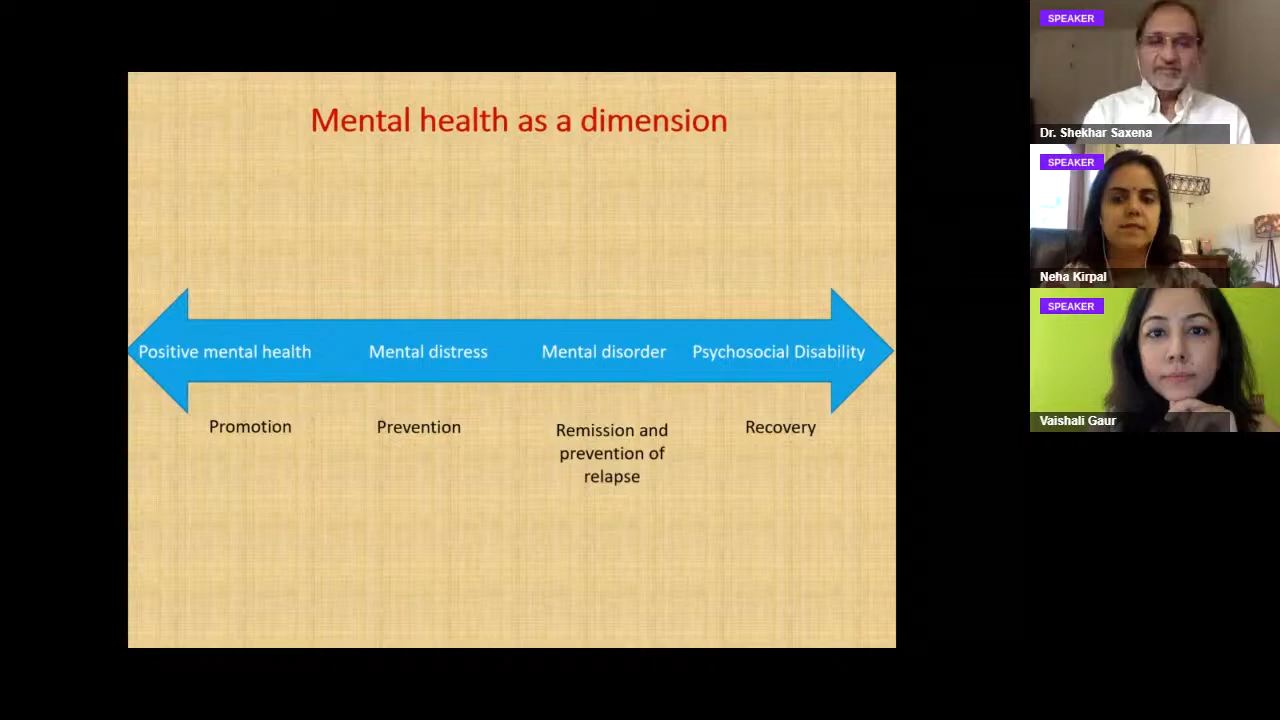 Mental health as a dimension
Positive mental health Mental distress Mental disorder Psychosocial Disability
Promotion Prevention Remission and prevention of relapse Recovery
SPEAKER
Dr. Shekhar Saxena
SPEAKER
Neha Kirpal
SPEAKER
Vaishali Gaur